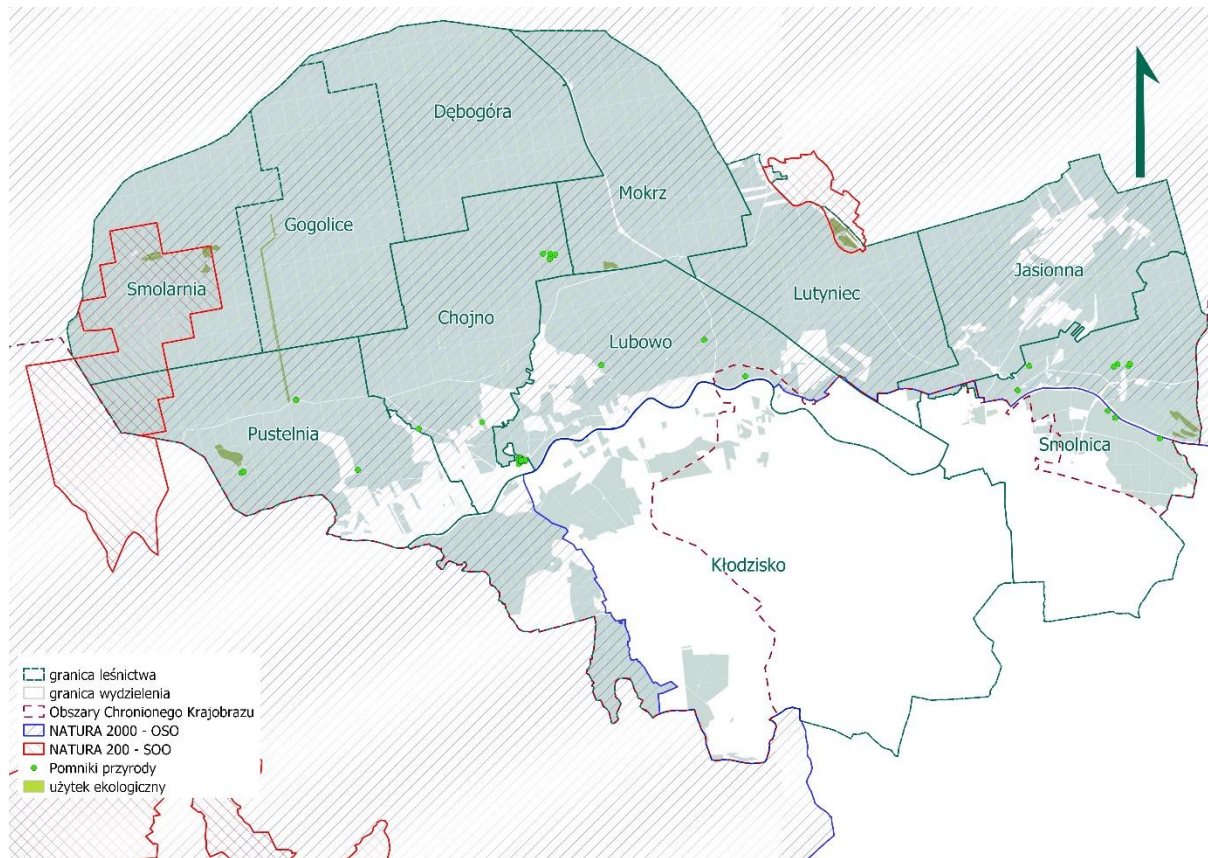 Dębogóra
Mokrz
Gogolice
Jasionna
Smolarnia
Lutyniec
Chojno
Lubowo
Pustelnia
Smolnica
Kłodzisko
granica leśnictwa
granica wydzielenia
Obszary Chronionego Krajobrazu
NATURA 2000 - OSO
NATURA 200 - SOO
Pomniki przyrody
użytek ekologiczny